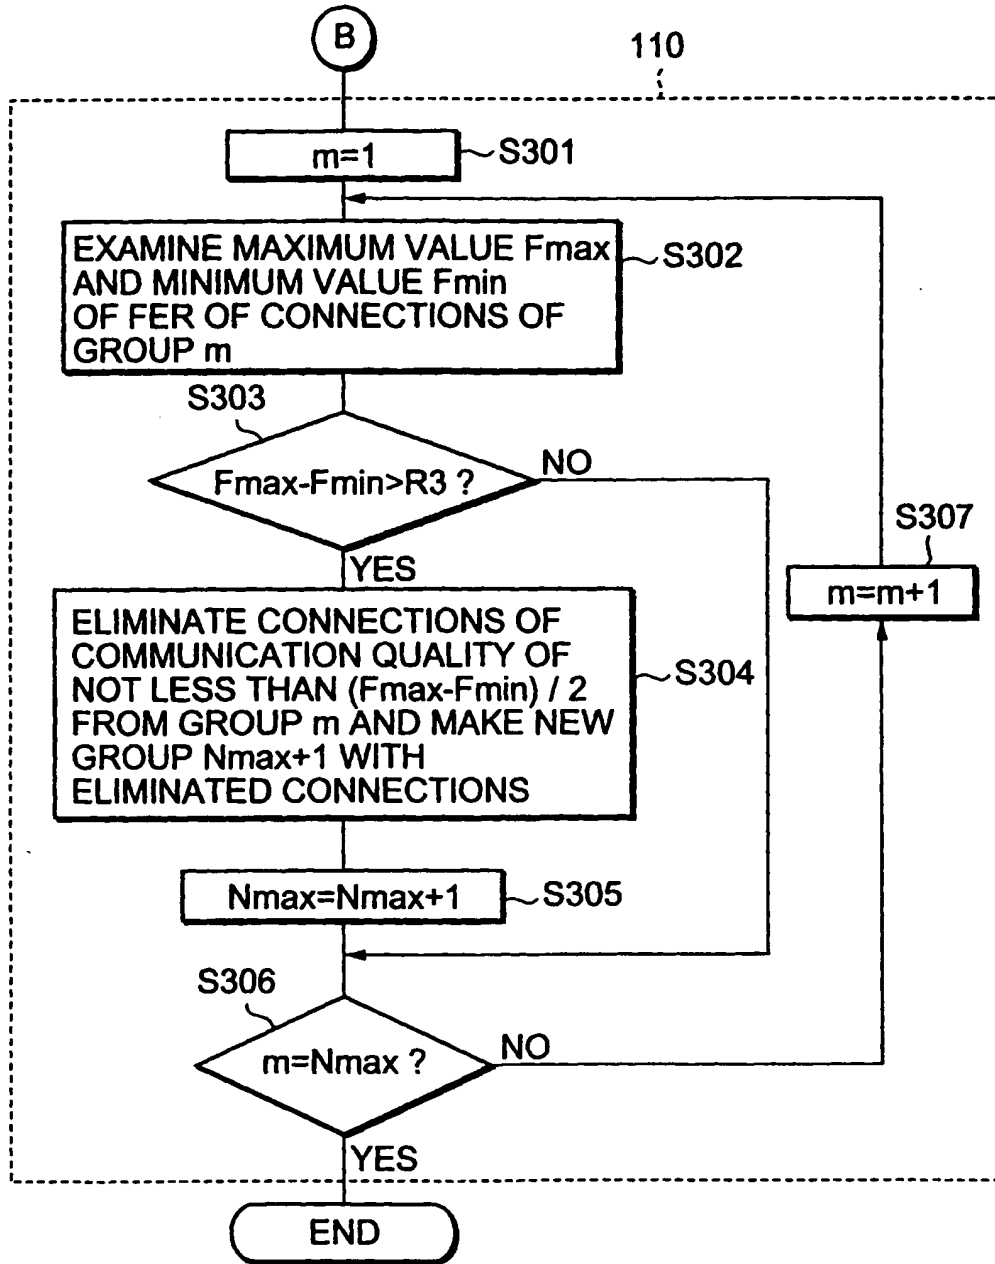 B
110
m=1
S301
EXAMINE MAXIMUM VALUE Fmax
AND MINIMUM VALUE Fmin
OF FER OF CONNECTIONS OF
GROUP m
S302
S303
Fmax-Fmin>R3 ?
NO
YES
S307
m=m+1
ELIMINATE CONNECTIONS OF
COMMUNICATION QUALITY OF
NOT LESS THAN (Fmax-Fmin) / 2
FROM GROUP m AND MAKE NEW
GROUP Nmax+1 WITH
ELIMINATED CONNECTIONS
S304
Nmax=Nmax+1
S305
S306
m=Nmax ?
NO
YES
END